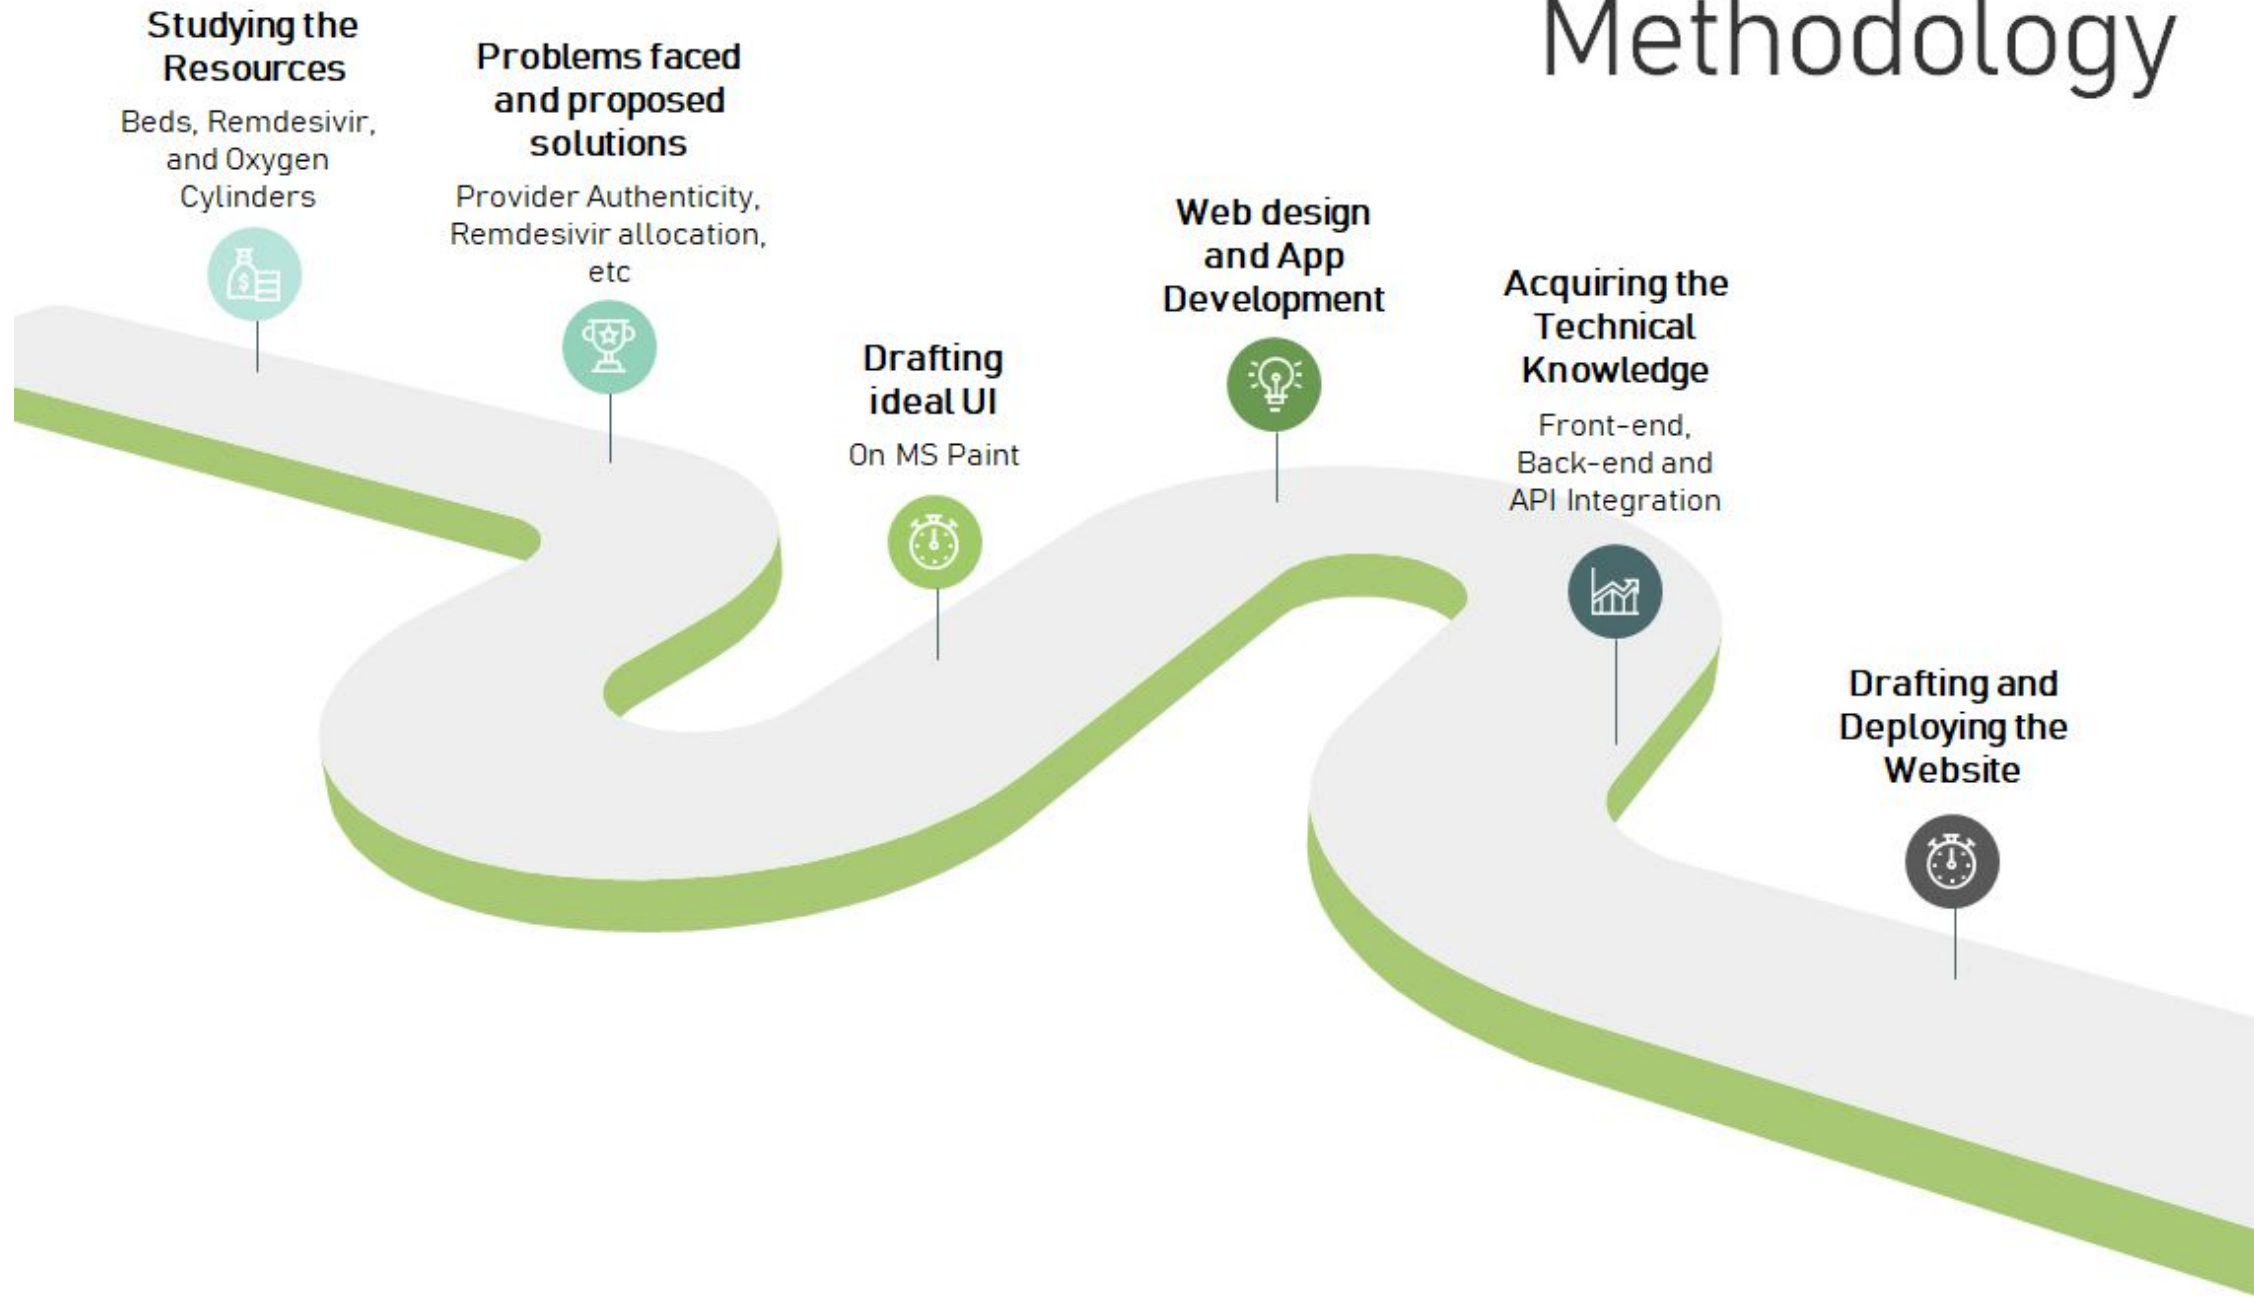 Methodology
Studying the
Resources
Beds, Remdesivir,
and Oxygen
Cylinders
Problems faced
and proposed
solutions
Provider Authenticity,
Remdesivir allocation,
etc
Drafting
ideal UI
On MS Paint
Web design
and App
Development
Acquiring the
Technical
Knowledge
Front-end,
Back-end and
API Integration
Drafting and
Deploying the
Website